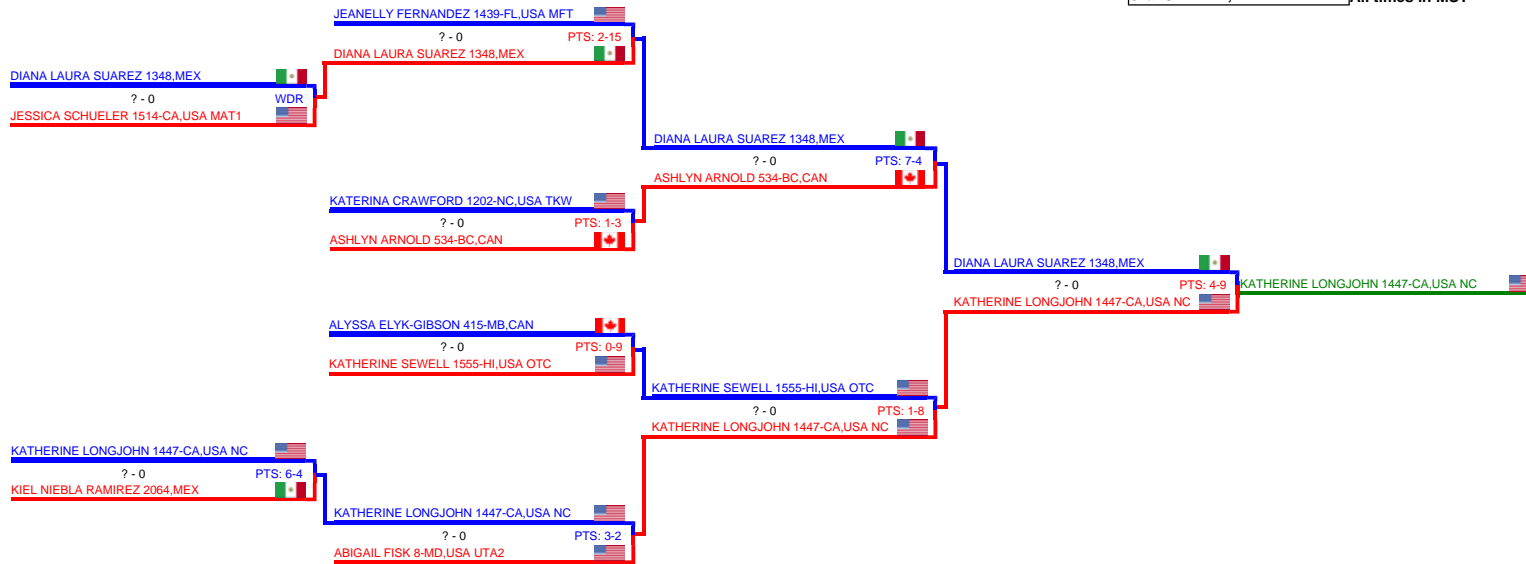 All times in MST
JEANELLY FERNANDEZ 1439-FL,USA MFT
? - 0 PTS: 2-15
DIANA LAURA SUAREZ 1348,MEX
DIANA LAURA SUAREZ 1348,MEX
? - 0 WDR
JESSICA SCHUELER 1514-CA,USA MAT1
DIANA LAURA SUAREZ 1348,MEX
? - 0 PTS: 7-4
ASHLYN ARNOLD 534-BC,CAN
KATERINA CRAWFORD 1202-NC,USA TKW
? - 0 PTS: 1-3
ASHLYN ARNOLD 534-BC,CAN
DIANA LAURA SUAREZ 1348,MEX
? - 0 PTS: 4-9
KATHERINE LONGJOHN 1447-CA,USA NC
KATHERINE LONGJOHN 1447-CA,USA NC
ALYSSA ELYK-GIBSON 415-MB,CAN
? - 0 PTS: 0-9
KATHERINE SEWELL 1555-HI,USA OTC
KATHERINE SEWELL 1555-HI,USA OTC
? - 0 PTS: 1-8
KATHERINE LONGJOHN 1447-CA,USA NC
KATHERINE LONGJOHN 1447-CA,USA NC
? - 0 PTS: 6-4
KIEL NIEBLA RAMIREZ 2064,MEX
KATHERINE LONGJOHN 1447-CA,USA NC
? - 0 PTS: 3-2
ABIGAIL FISK 8-MD,USA UTA2